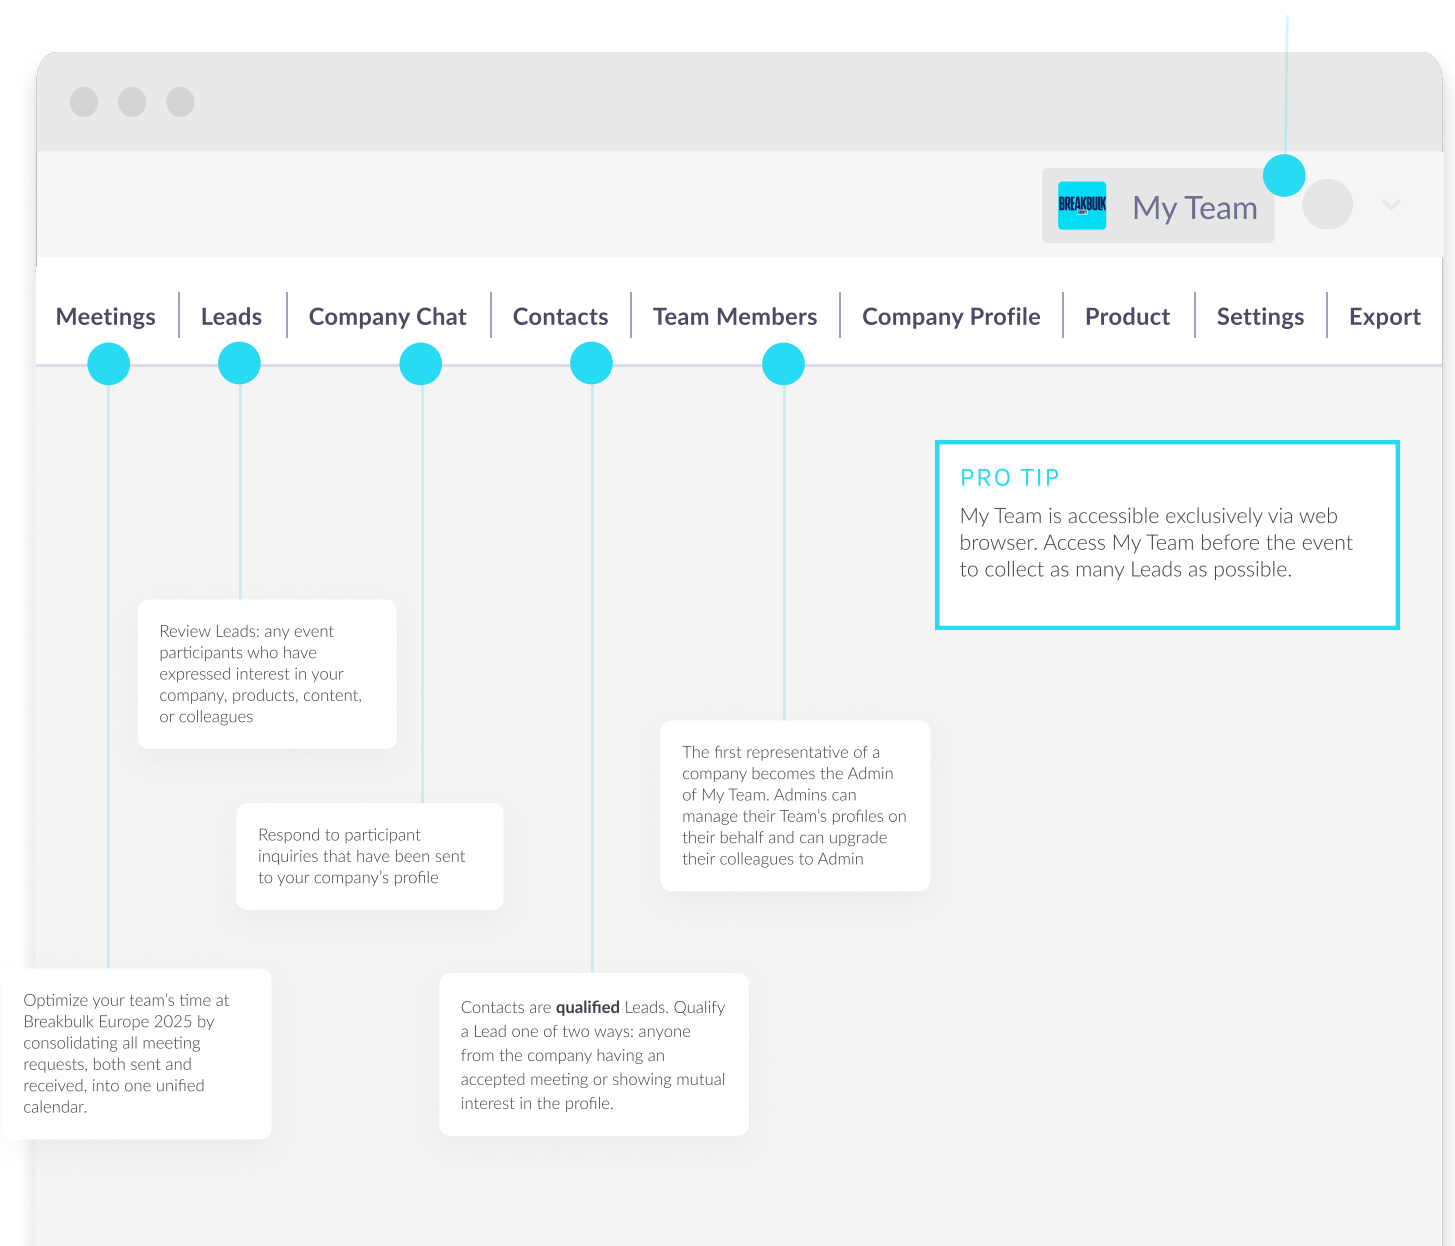 BREAKBULK
EUROPE
My Team
Meetings
Leads
Company Chat
Contacts
Team Members
Company Profile
Product
Settings
Export
PRO TIP
My Team is accessible exclusively via web
browser. Access My Team before the event
to collect as many Leads as possible.
Review Leads: any event
participants who have
expressed interest in your
company, products, content,
or colleagues
The first representative of a
company becomes the Admin
of My Team. Admins can
manage their Team’s profiles on
their behalf and can upgrade
their colleagues to Admin
Respond to participant
inquiries that have been sent
to your company’s profile
Optimize your team’s time at
Breakbulk Europe 2025 by
consolidating all meeting
requests, both sent and
received, into one unified
calendar.
Contacts are qualified Leads. Qualify
a Lead one of two ways: anyone
from the company having an
accepted meeting or showing mutual
interest in the profile.